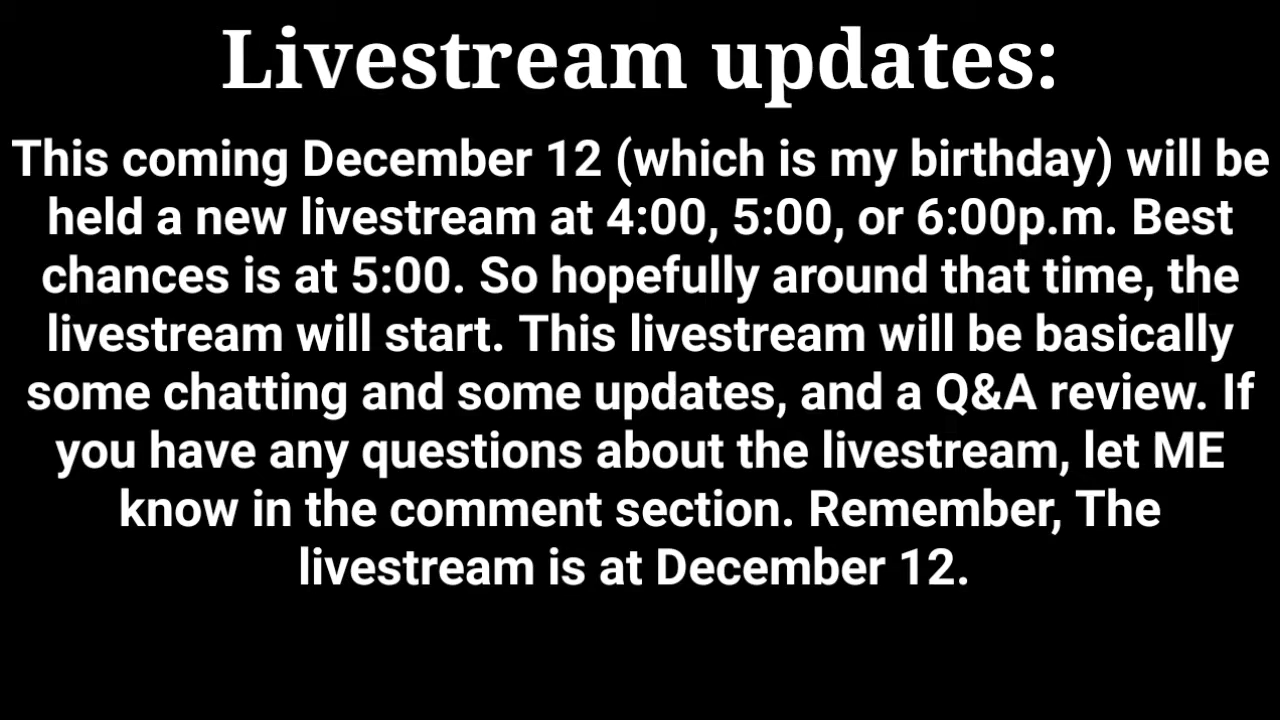 Livestream updates:
This coming December 12 (which is my birthday) will be
held a new livestream at 4:00, 5:00, or 6:00p.m. Best
chances is at 5:00. So hopefully around that time, the
livestream will start. This livestream will be basically
some chatting and some updates, and a Q&A review. If
you have any questions about the livestream, let ME
know in the comment section. Remember, The
livestream is at December 12.